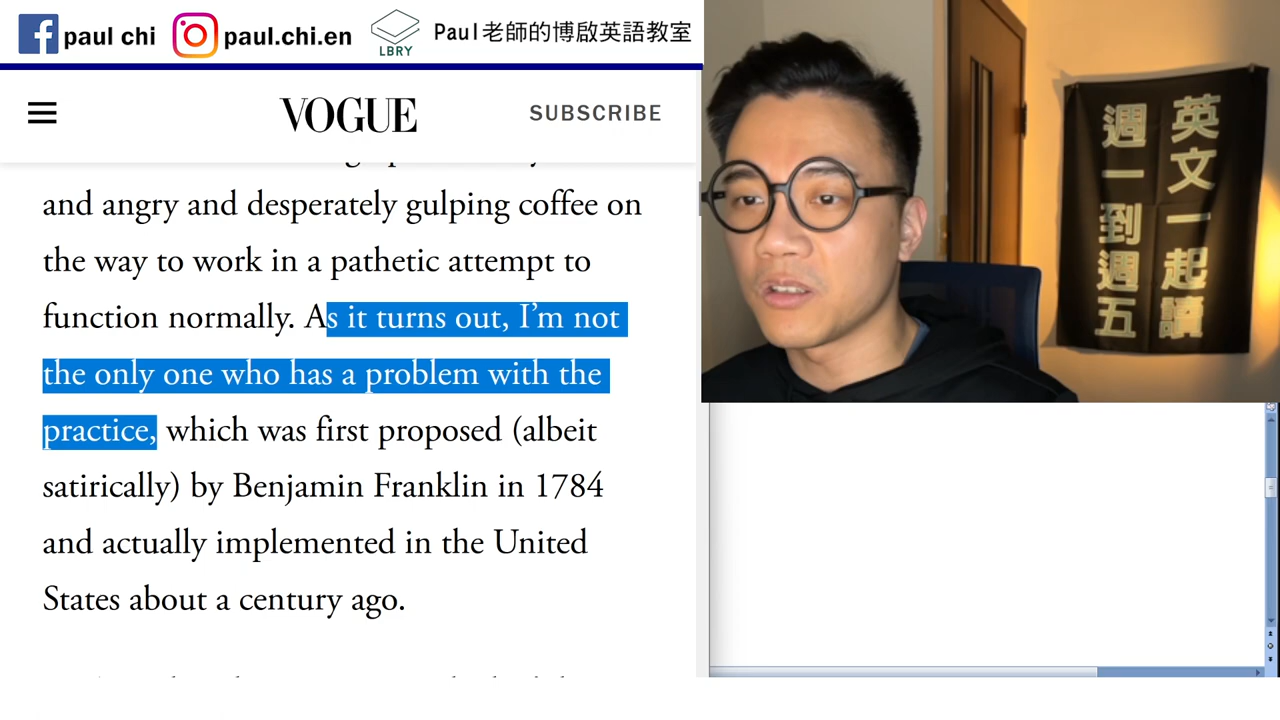 paul chi
paul.chi.en
LBRY
Paul老師的博啟英語教室
VOGUE
SUBSCRIBE
and angry and desperately gulping coffee on
the way to work in a pathetic attempt to
function normally. As it turns out, I’m not
the only one who has a problem with the
practice, which was first proposed (albeit
satirically) by Benjamin Franklin in 1784
and actually implemented in the United
States about a century ago.
英文一起讀
週一到週五